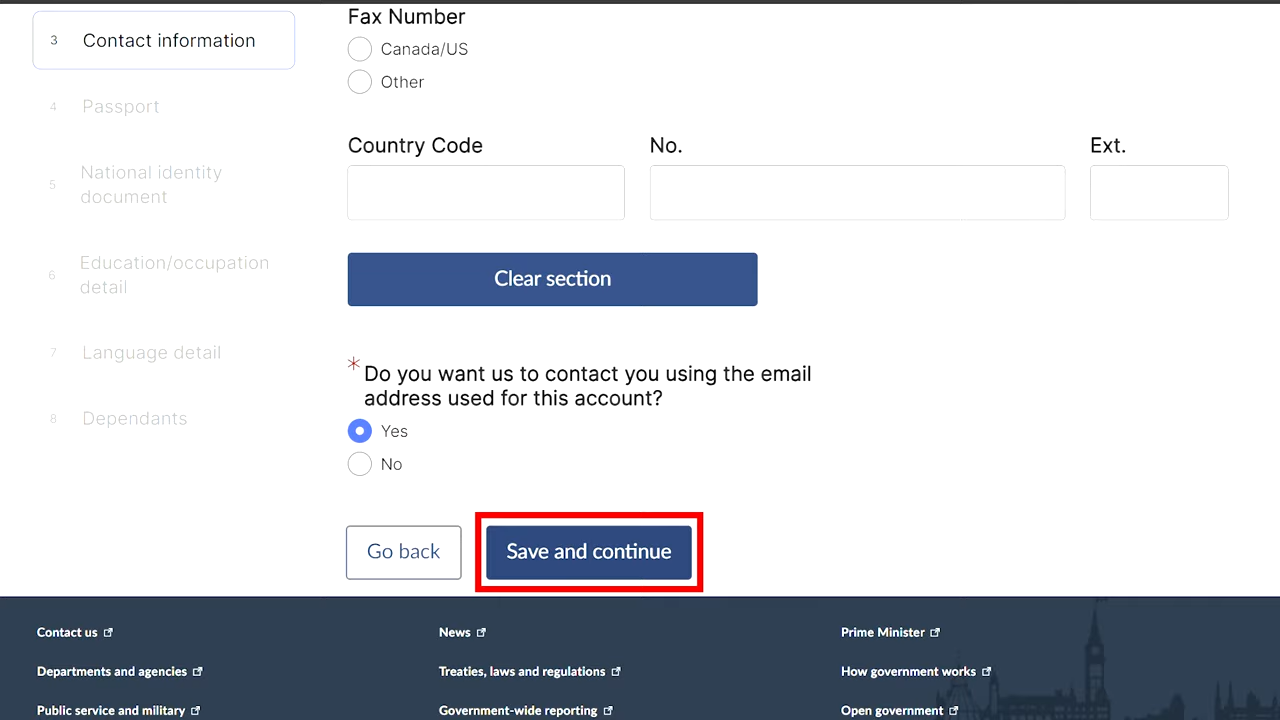 3 Contact information
4 Passport
5 National identity
document
6 Education/occupation
detail
7 Language detail
8 Dependants
Fax Number
Canada/US
Other
Country Code No. Ext.
Clear section
* Do you want us to contact you using the email
address used for this account?
Yes
No
Go back Save and continue
Contact us News Prime Minister
Departments and agencies Treaties, laws and regulations How government works
Public service and military Government-wide reporting Open government